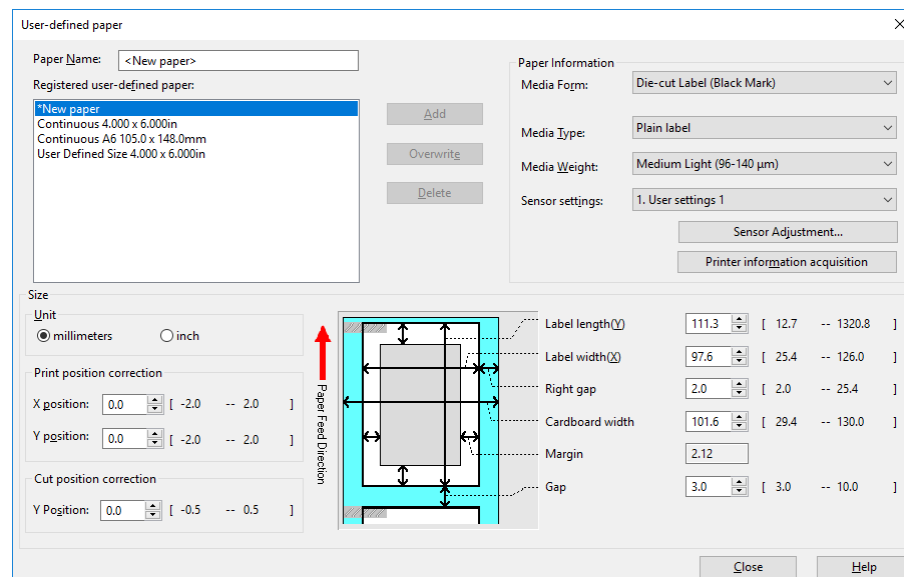 User-defined paper
Paper Name: <New paper>
Registered user-defined paper:
*New paper
Continuous 4.000 x 6.000in
Continuous A6 105.0 x 148.0mm
User Defined Size 4.000 x 6.000in
Add
Overwrite
Delete
Paper Information
Media Form: Die-cut Label (Black Mark)
Media Type: Plain label
Media Weight: Medium Light (96-140 µm)
Sensor settings: 1. User settings 1
Sensor Adjustment...
Printer information acquisition
Size
Unit
millimeters inch
Print position correction
X position: 0.0 [ -2.0 -- 2.0 ]
Y position: 0.0 [ -2.0 -- 2.0 ]
Cut position correction
Y Position: 0.0 [ -0.5 -- 0.5 ]
Paper Feed Direction
Label length(Y) 111.3 [ 12.7 -- 1320.8 ]
Label width(X) 97.6 [ 25.4 -- 126.0 ]
Right gap 2.0 [ 2.0 -- 25.4 ]
Cardboard width 101.6 [ 29.4 -- 130.0 ]
Margin 2.12
Gap 3.0 [ 3.0 -- 10.0 ]
Close Help